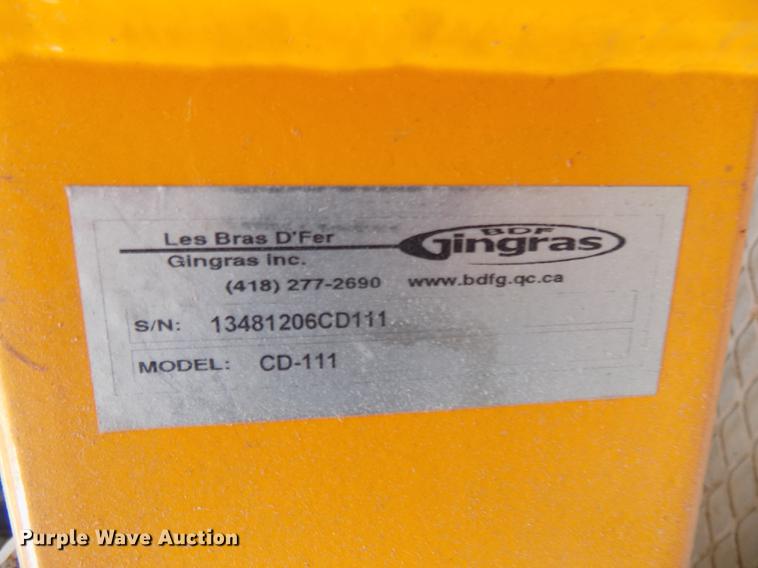 Les Bras D'Fer
Gingras Inc.
BDF
Gingras
(418) 277-2690 www.bdfg.qc.ca
S/N: 13481206CD111
MODEL: CD-111
Purple Wave Auction